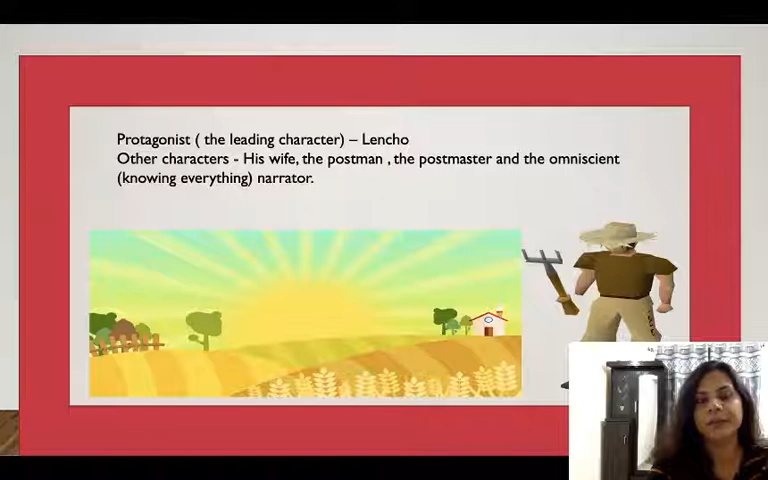 Protagonist ( the leading character) – Lencho
Other characters - His wife, the postman , the postmaster and the omniscient
(knowing everything) narrator.